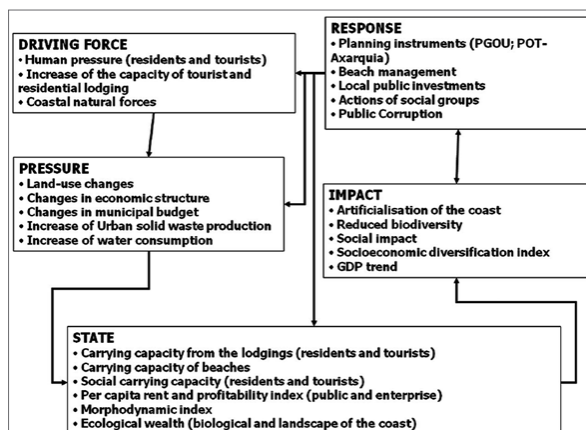 DRIVING FORCE
• Human pressure (residents and tourists)
• Increase of the capacity of tourist and
residential lodging
• Coastal natural forces
RESPONSE
• Planning instruments (PGOU; POT-
Axarquia)
• Beach management
• Local public investments
• Actions of social groups
• Public Corruption
PRESSURE
• Land-use changes
• Changes in economic structure
• Changes in municipal budget
• Increase of Urban solid waste production
• Increase of water consumption
IMPACT
• Artificialisation of the coast
• Reduced biodiversity
• Social impact
• Socioeconomic diversification index
• GDP trend
STATE
• Carrying capacity from the lodgings (residents and tourists)
• Carrying capacity of beaches
• Social carrying capacity (residents and tourists)
• Per capita rent and profitability index (public and enterprise)
• Morphodynamic index
• Ecological wealth (biological and landscape of the coast)